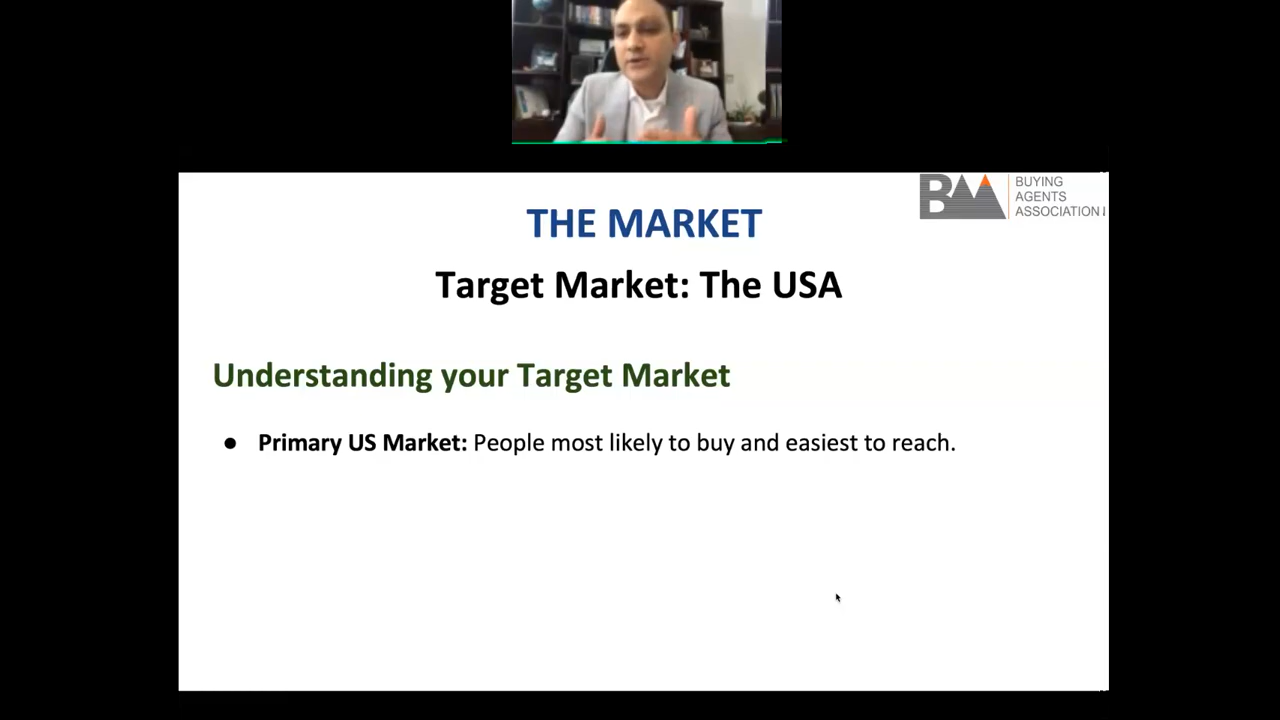 BAA
BUYING
AGENTS
ASSOCIATION
THE MARKET
Target Market: The USA
Understanding your Target Market
● Primary US Market: People most likely to buy and easiest to reach.